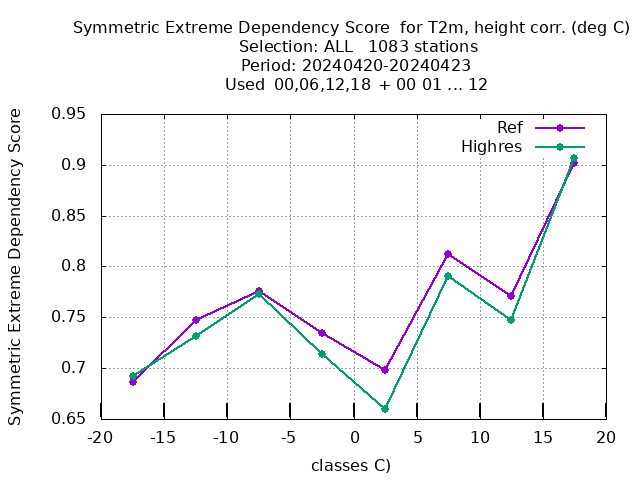 Symmetric Extreme Dependency Score  for T2m, height corr. (deg C)
Selection: ALL   1083 stations
Period: 20240420-20240423
Used  00,06,12,18 + 00 01 ... 12
Symmetric Extreme Dependency Score
0.95
0.9
0.85
0.8
0.75
0.7
0.65
Ref
Highres
-20 -15 -10 -5 0 5 10 15 20
classes C)